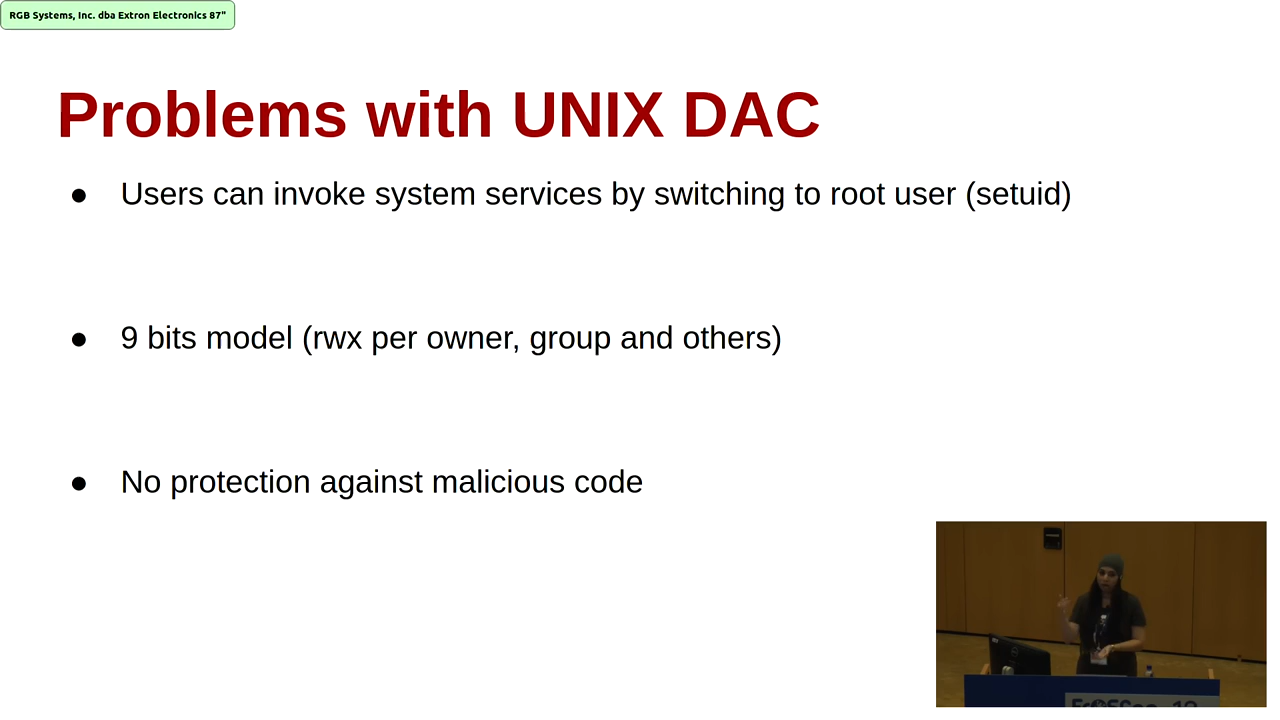 RGB Systems, Inc. dba Extron Electronics 87"
Problems with UNIX DAC
● Users can invoke system services by switching to root user (setuid)
● 9 bits model (rwx per owner, group and others)
● No protection against malicious code